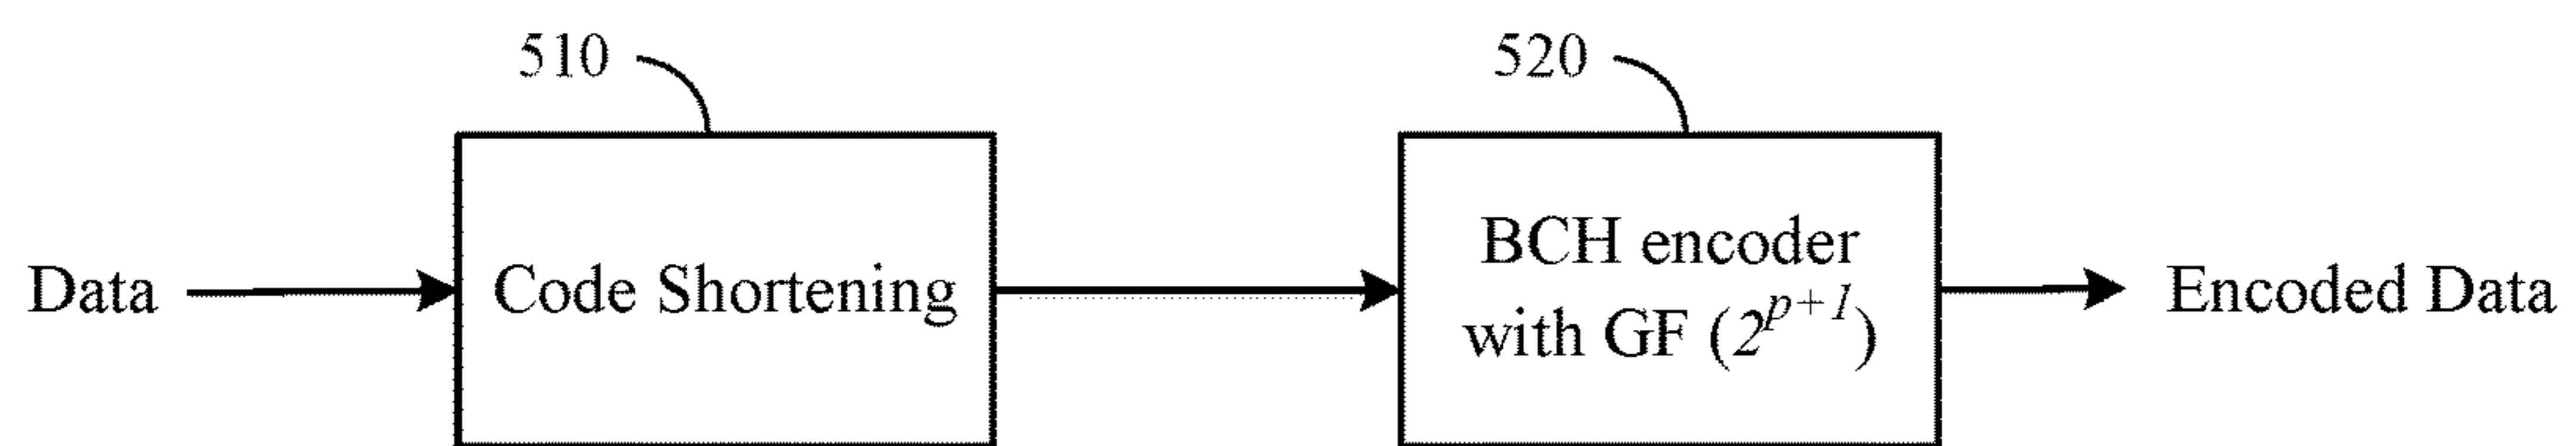 510
520
Data
Code Shortening
BCH encoder
with GF (2^{p+1})
Encoded Data